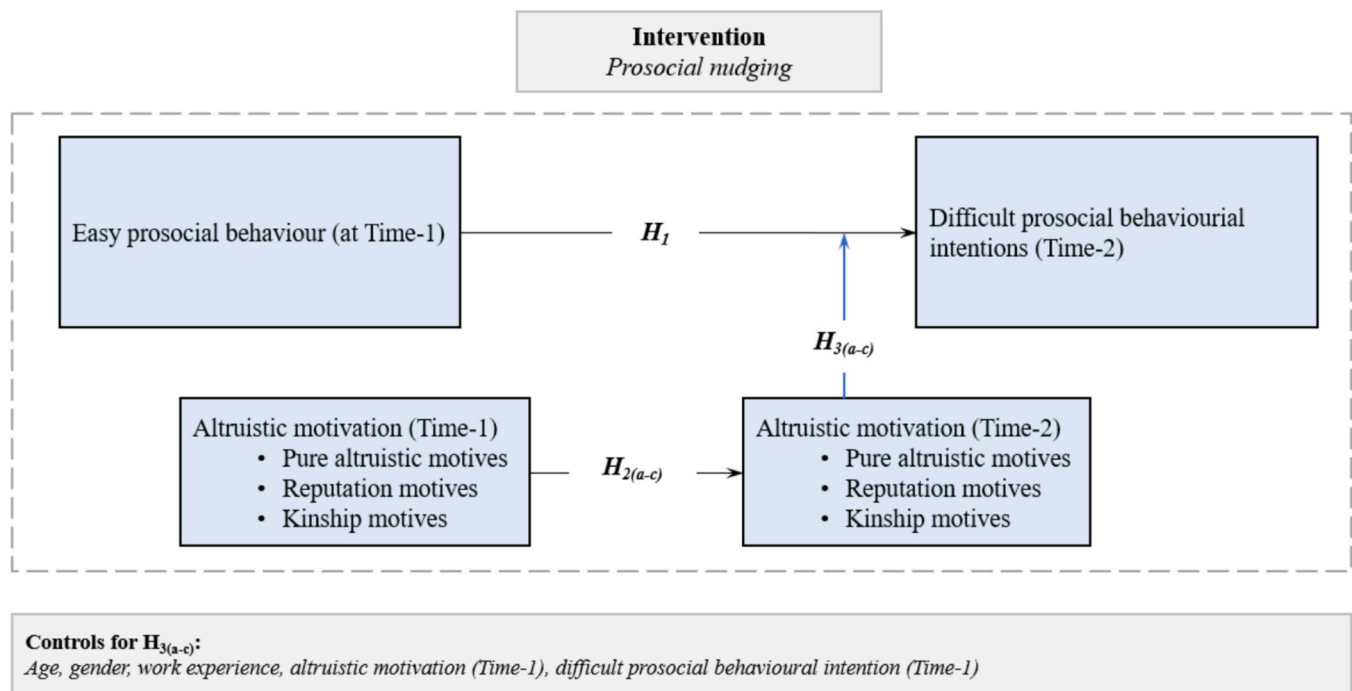 Intervention
Prosocial nudging
Easy prosocial behaviour (at Time-1)
H1
Difficult prosocial behaviourial
intentions (Time-2)
H3(a-c)
Altruistic motivation (Time-1)
• Pure altruistic motives
• Reputation motives
• Kinship motives
H2(a-c)
Altruistic motivation (Time-2)
• Pure altruistic motives
• Reputation motives
• Kinship motives
Controls for H3(a-c):
Age, gender, work experience, altruistic motivation (Time-1), difficult prosocial behavioural intention (Time-1)